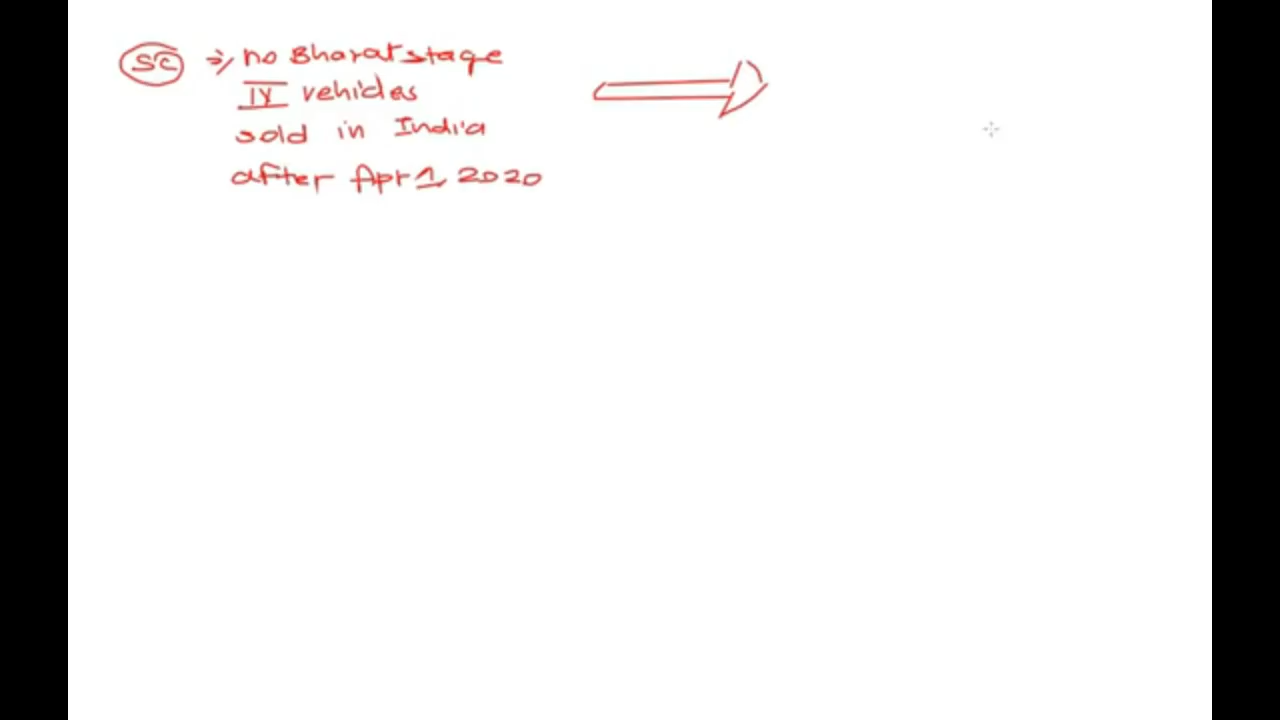 SC ⇒ no Bharat stage
IV vehicles
sold in India
after Apr 1, 2020